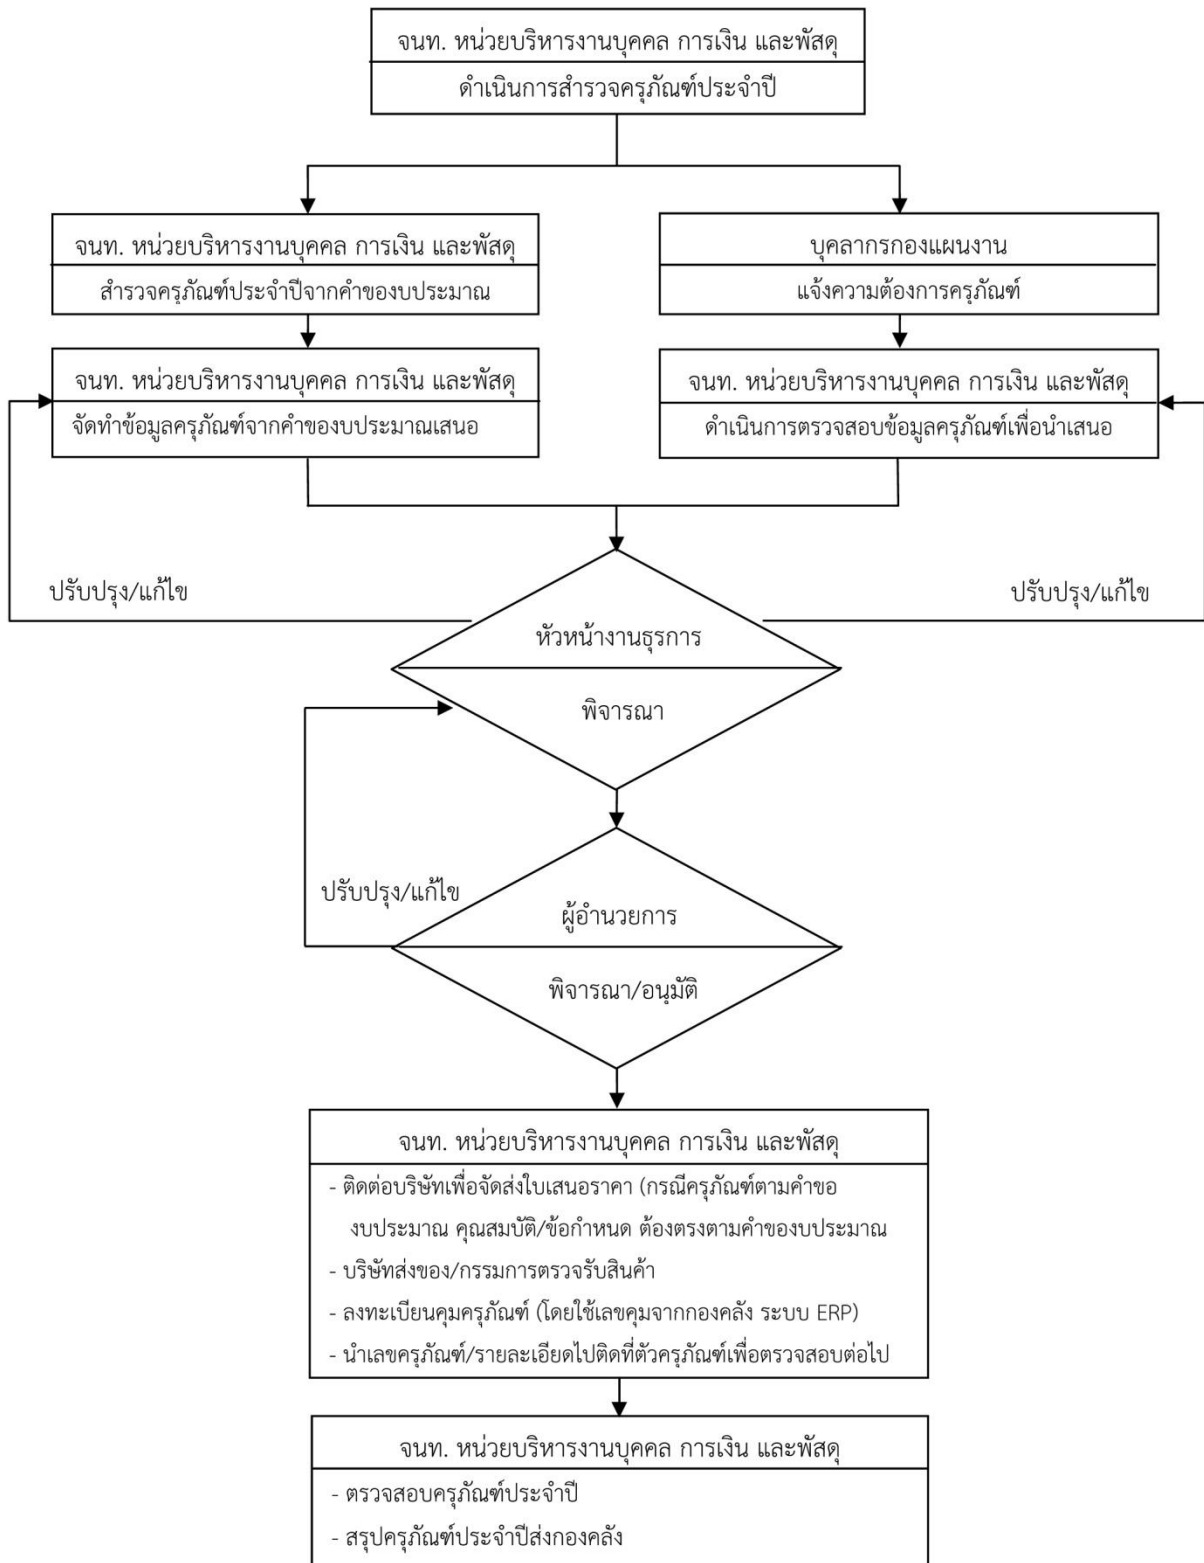 จนท. หน่วยบริหารงานบุคคล การเงิน และพัสดุ
ดำเนินการสำรวจครุภัณฑ์ประจำปี
จนท. หน่วยบริหารงานบุคคล การเงิน และพัสดุ
สำรวจครุภัณฑ์ประจำปีจากคำของบประมาณ
บุคลากรกองแผนงาน
แจ้งความต้องการครุภัณฑ์
จนท. หน่วยบริหารงานบุคคล การเงิน และพัสดุ
จัดทำข้อมูลครุภัณฑ์จากคำของบประมาณเสนอ
จนท. หน่วยบริหารงานบุคคล การเงิน และพัสดุ
ดำเนินการตรวจสอบข้อมูลครุภัณฑ์เพื่อนำเสนอ
ปรับปรุง/แก้ไข
ปรับปรุง/แก้ไข
หัวหน้างานธุรการ
พิจารณา
ปรับปรุง/แก้ไข
ผู้อำนวยการ
พิจารณา/อนุมัติ
จนท. หน่วยบริหารงานบุคคล การเงิน และพัสดุ
- ติดต่อบริษัทเพื่อจัดส่งใบเสนอราคา (กรณีครุภัณฑ์ตามคำขอ
งบประมาณ คุณสมบัติ/ข้อกำหนด ต้องตรงตามคำของบประมาณ
- บริษัทส่งของ/กรรมการตรวจรับสินค้า
- ลงทะเบียนคุมครุภัณฑ์ (โดยใช้เลขคุมจากกองคลัง ระบบ ERP)
- นำเลขครุภัณฑ์/รายละเอียดไปติดที่ตัวครุภัณฑ์เพื่อตรวจสอบต่อไป
จนท. หน่วยบริหารงานบุคคล การเงิน และพัสดุ
- ตรวจสอบครุภัณฑ์ประจำปี
- สรุปครุภัณฑ์ประจำปีส่งกองคลัง